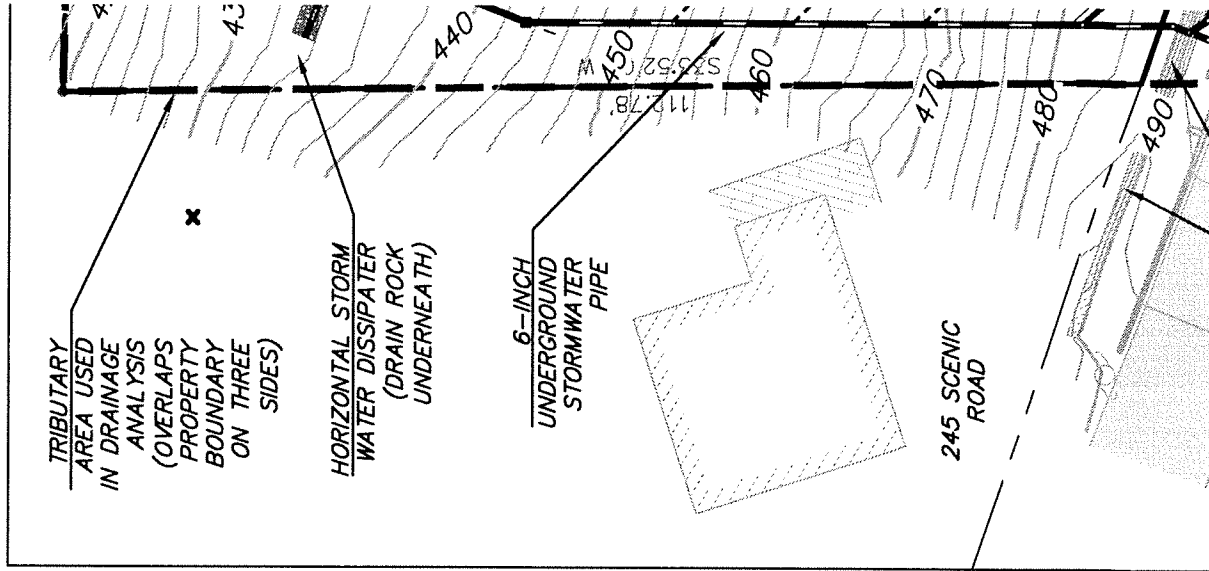 440
450
460
470
480
490
112.78'
TRIBUTARY
AREA USED
IN DRAINAGE
ANALYSIS
(OVERLAPS
PROPERTY
BOUNDARY
ON THREE
SIDES)
x
HORIZONTAL STORM
WATER DISSIPATER
(DRAIN ROCK
UNDERNEATH)
6-INCH
UNDERGROUND
STORMWATER
PIPE
245 SCENIC
ROAD